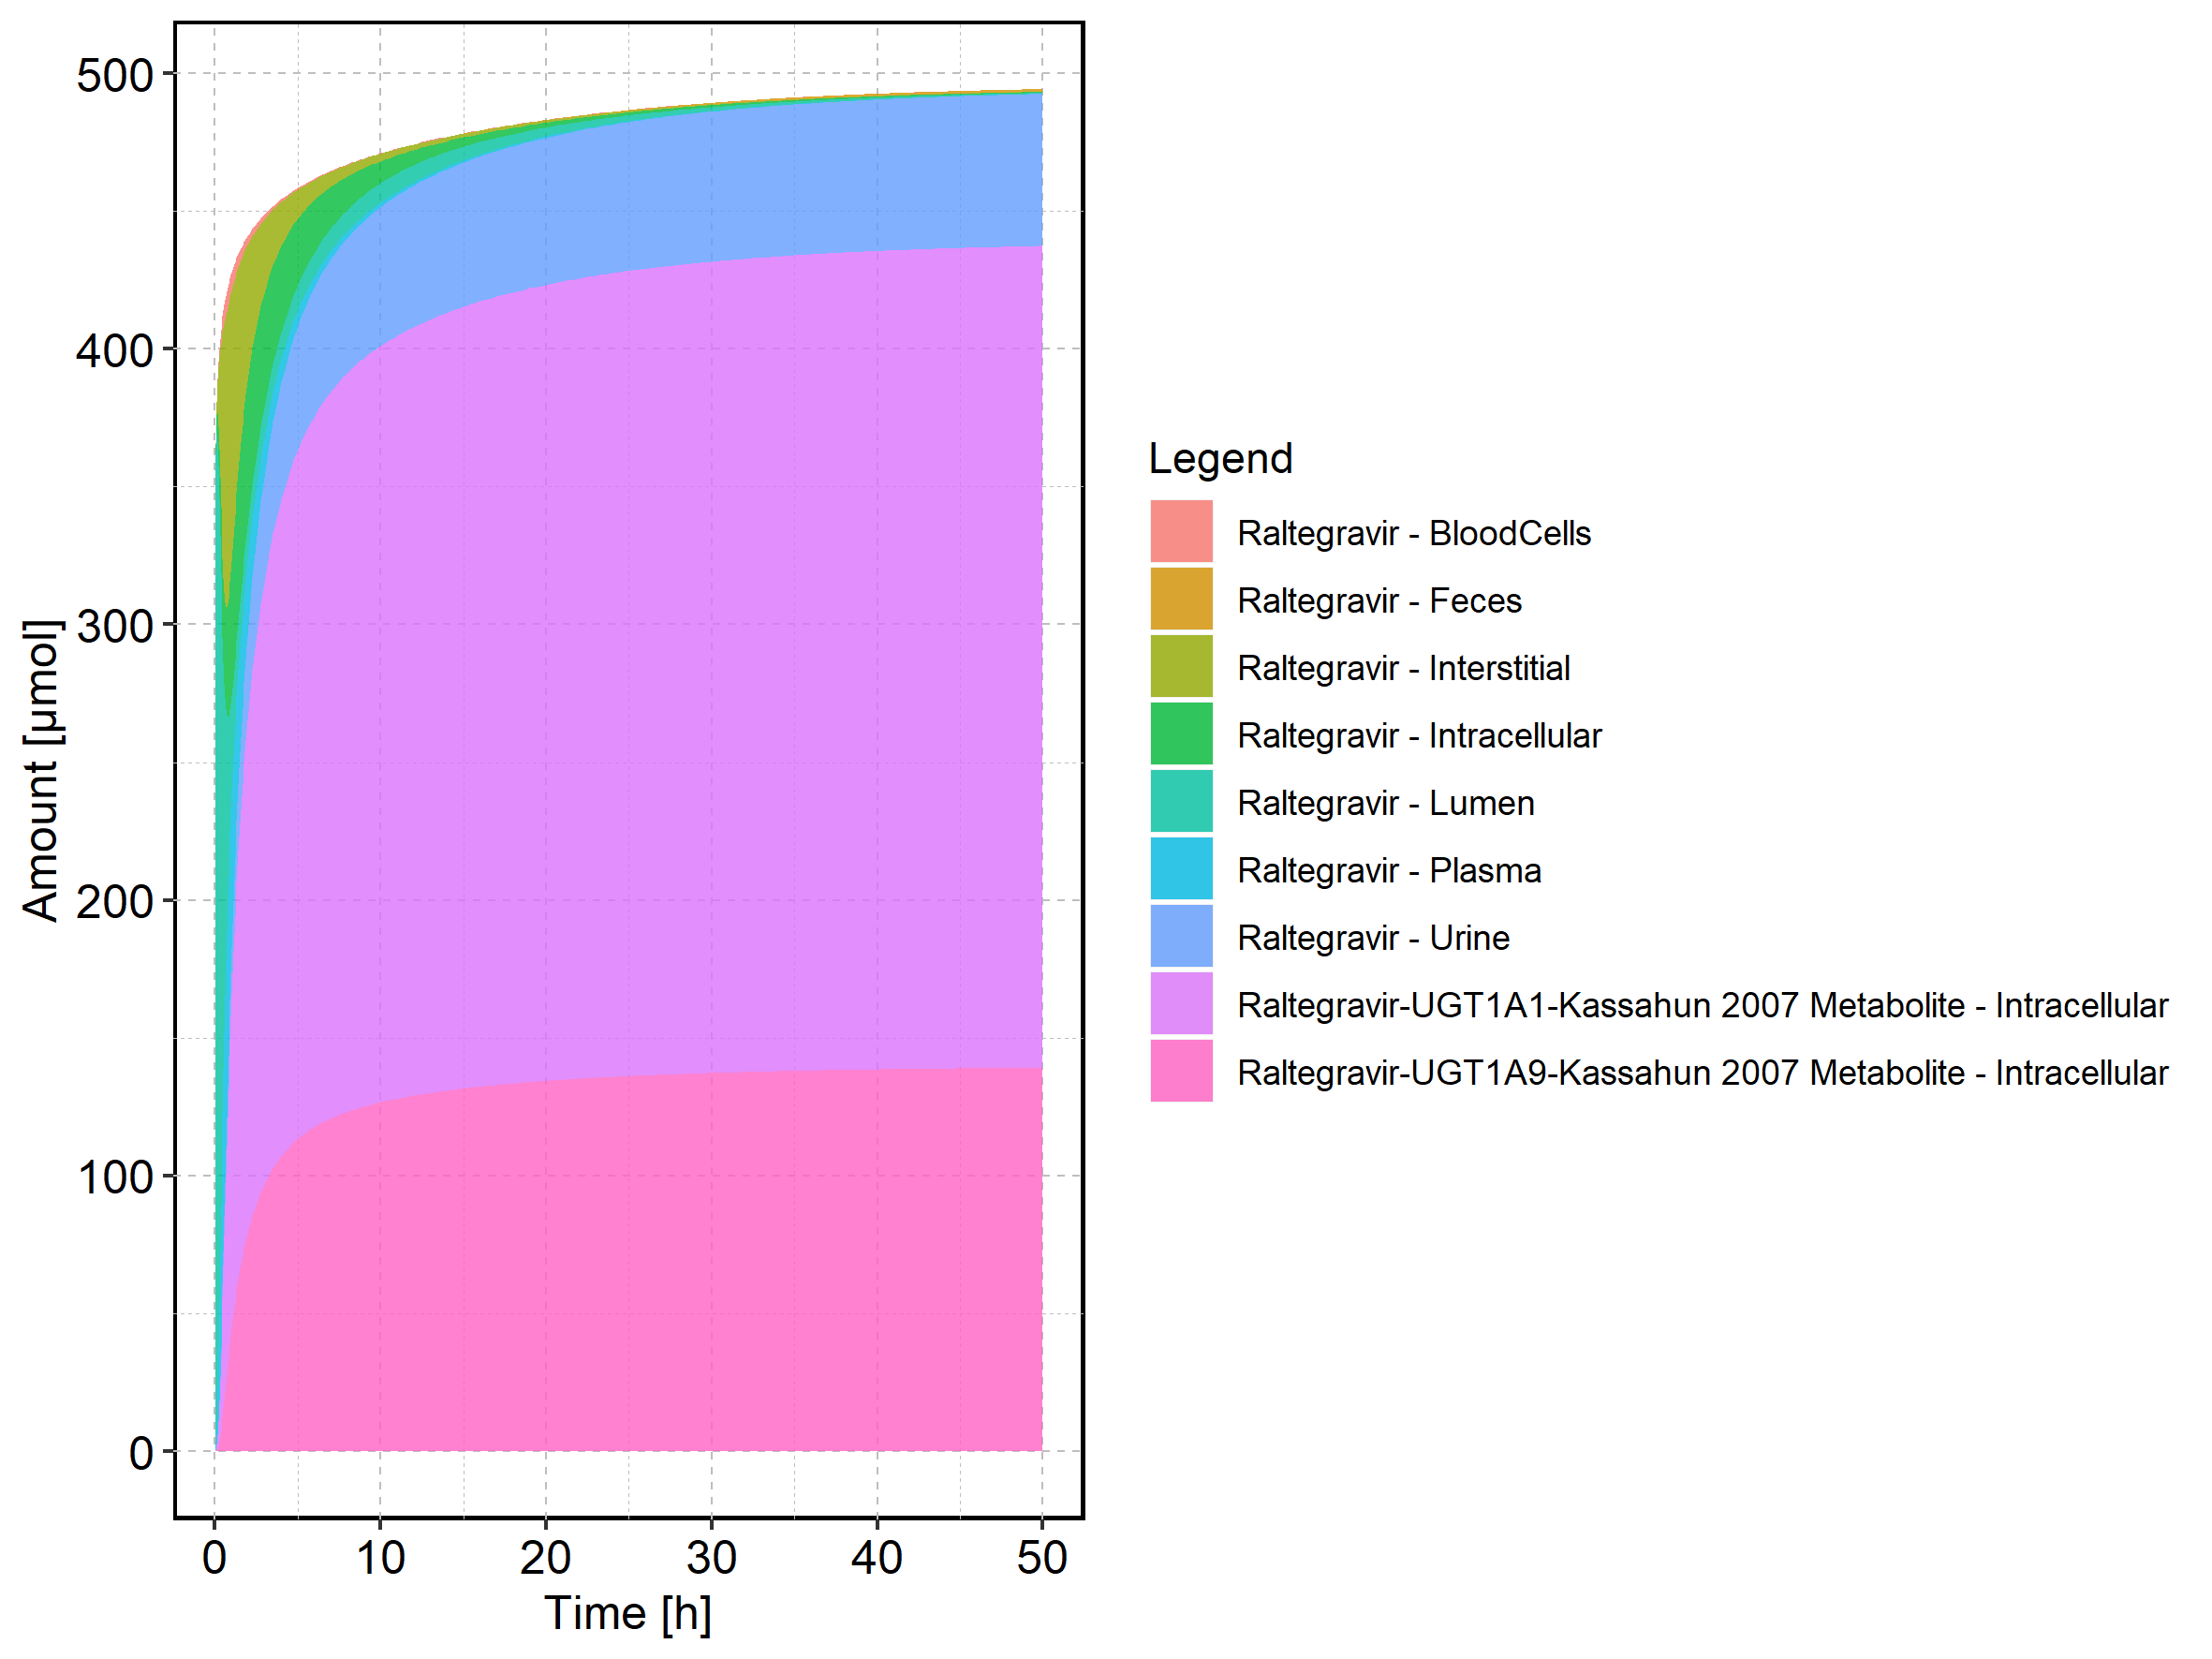 500
400
300
200
100
0
Amount [µmol]
0 10 20 30 40 50
Time [h]
Legend
Raltegravir - BloodCells
Raltegravir - Feces
Raltegravir - Interstitial
Raltegravir - Intracellular
Raltegravir - Lumen
Raltegravir - Plasma
Raltegravir - Urine
Raltegravir-UGT1A1-Kassahun 2007 Metabolite - Intracellular
Raltegravir-UGT1A9-Kassahun 2007 Metabolite - Intracellular